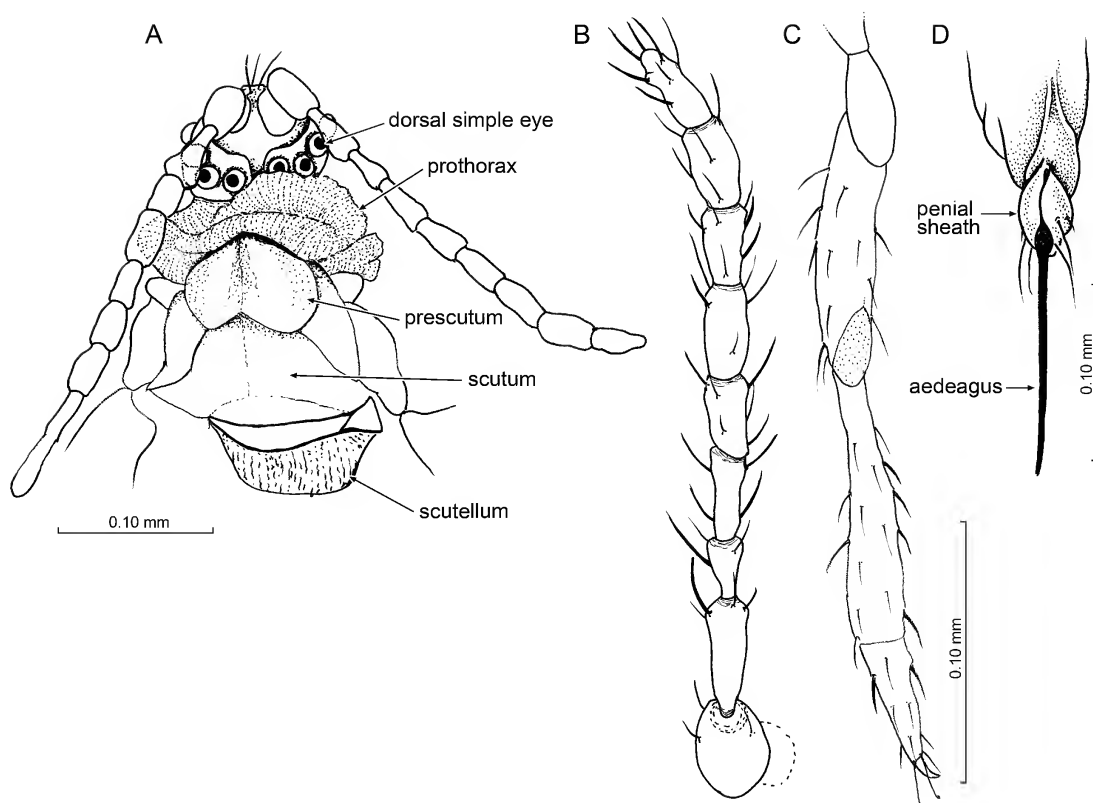 A
B
C
D
dorsal simple eye
prothorax
prescutum
scutum
scutellum
0.10 mm
penial
sheath
aedeagus
0.10 mm
0.10 mm